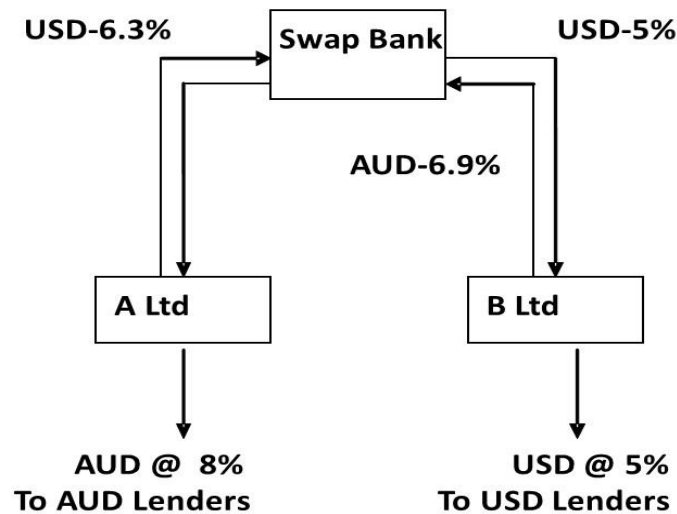 USD-6.3%
Swap Bank
USD-5%
AUD-6.9%
A Ltd
B Ltd
AUD @ 8%
To AUD Lenders
USD @ 5%
To USD Lenders